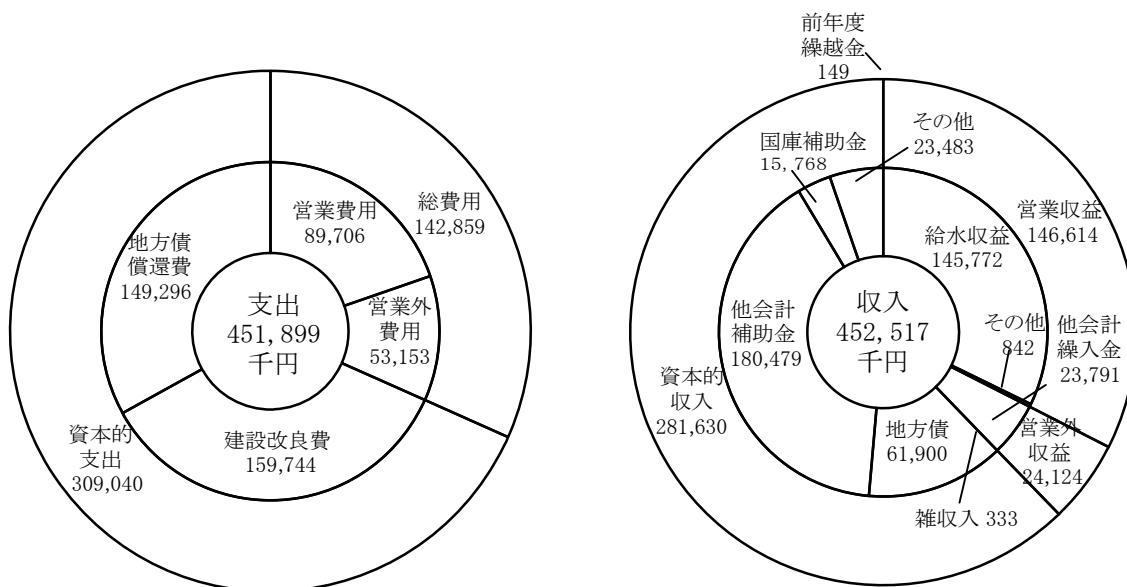 総費用
142,859
営業費用
89,706
地方債
償還費
149,296
支出
451,899
千円
営業外
費用
53,153
建設改良費
159,744
資本的
支出
309,040
前年度
繰越金
149
その他
23,483
国庫補助金
15,768
営業収益
146,614
給水収益
145,772
収入
452,517
千円
他会計
補助金
180,479
その他
842
他会計
繰入金
23,791
資本的
収入
281,630
地方債
61,900
営業外
収益
24,124
雑収入 333